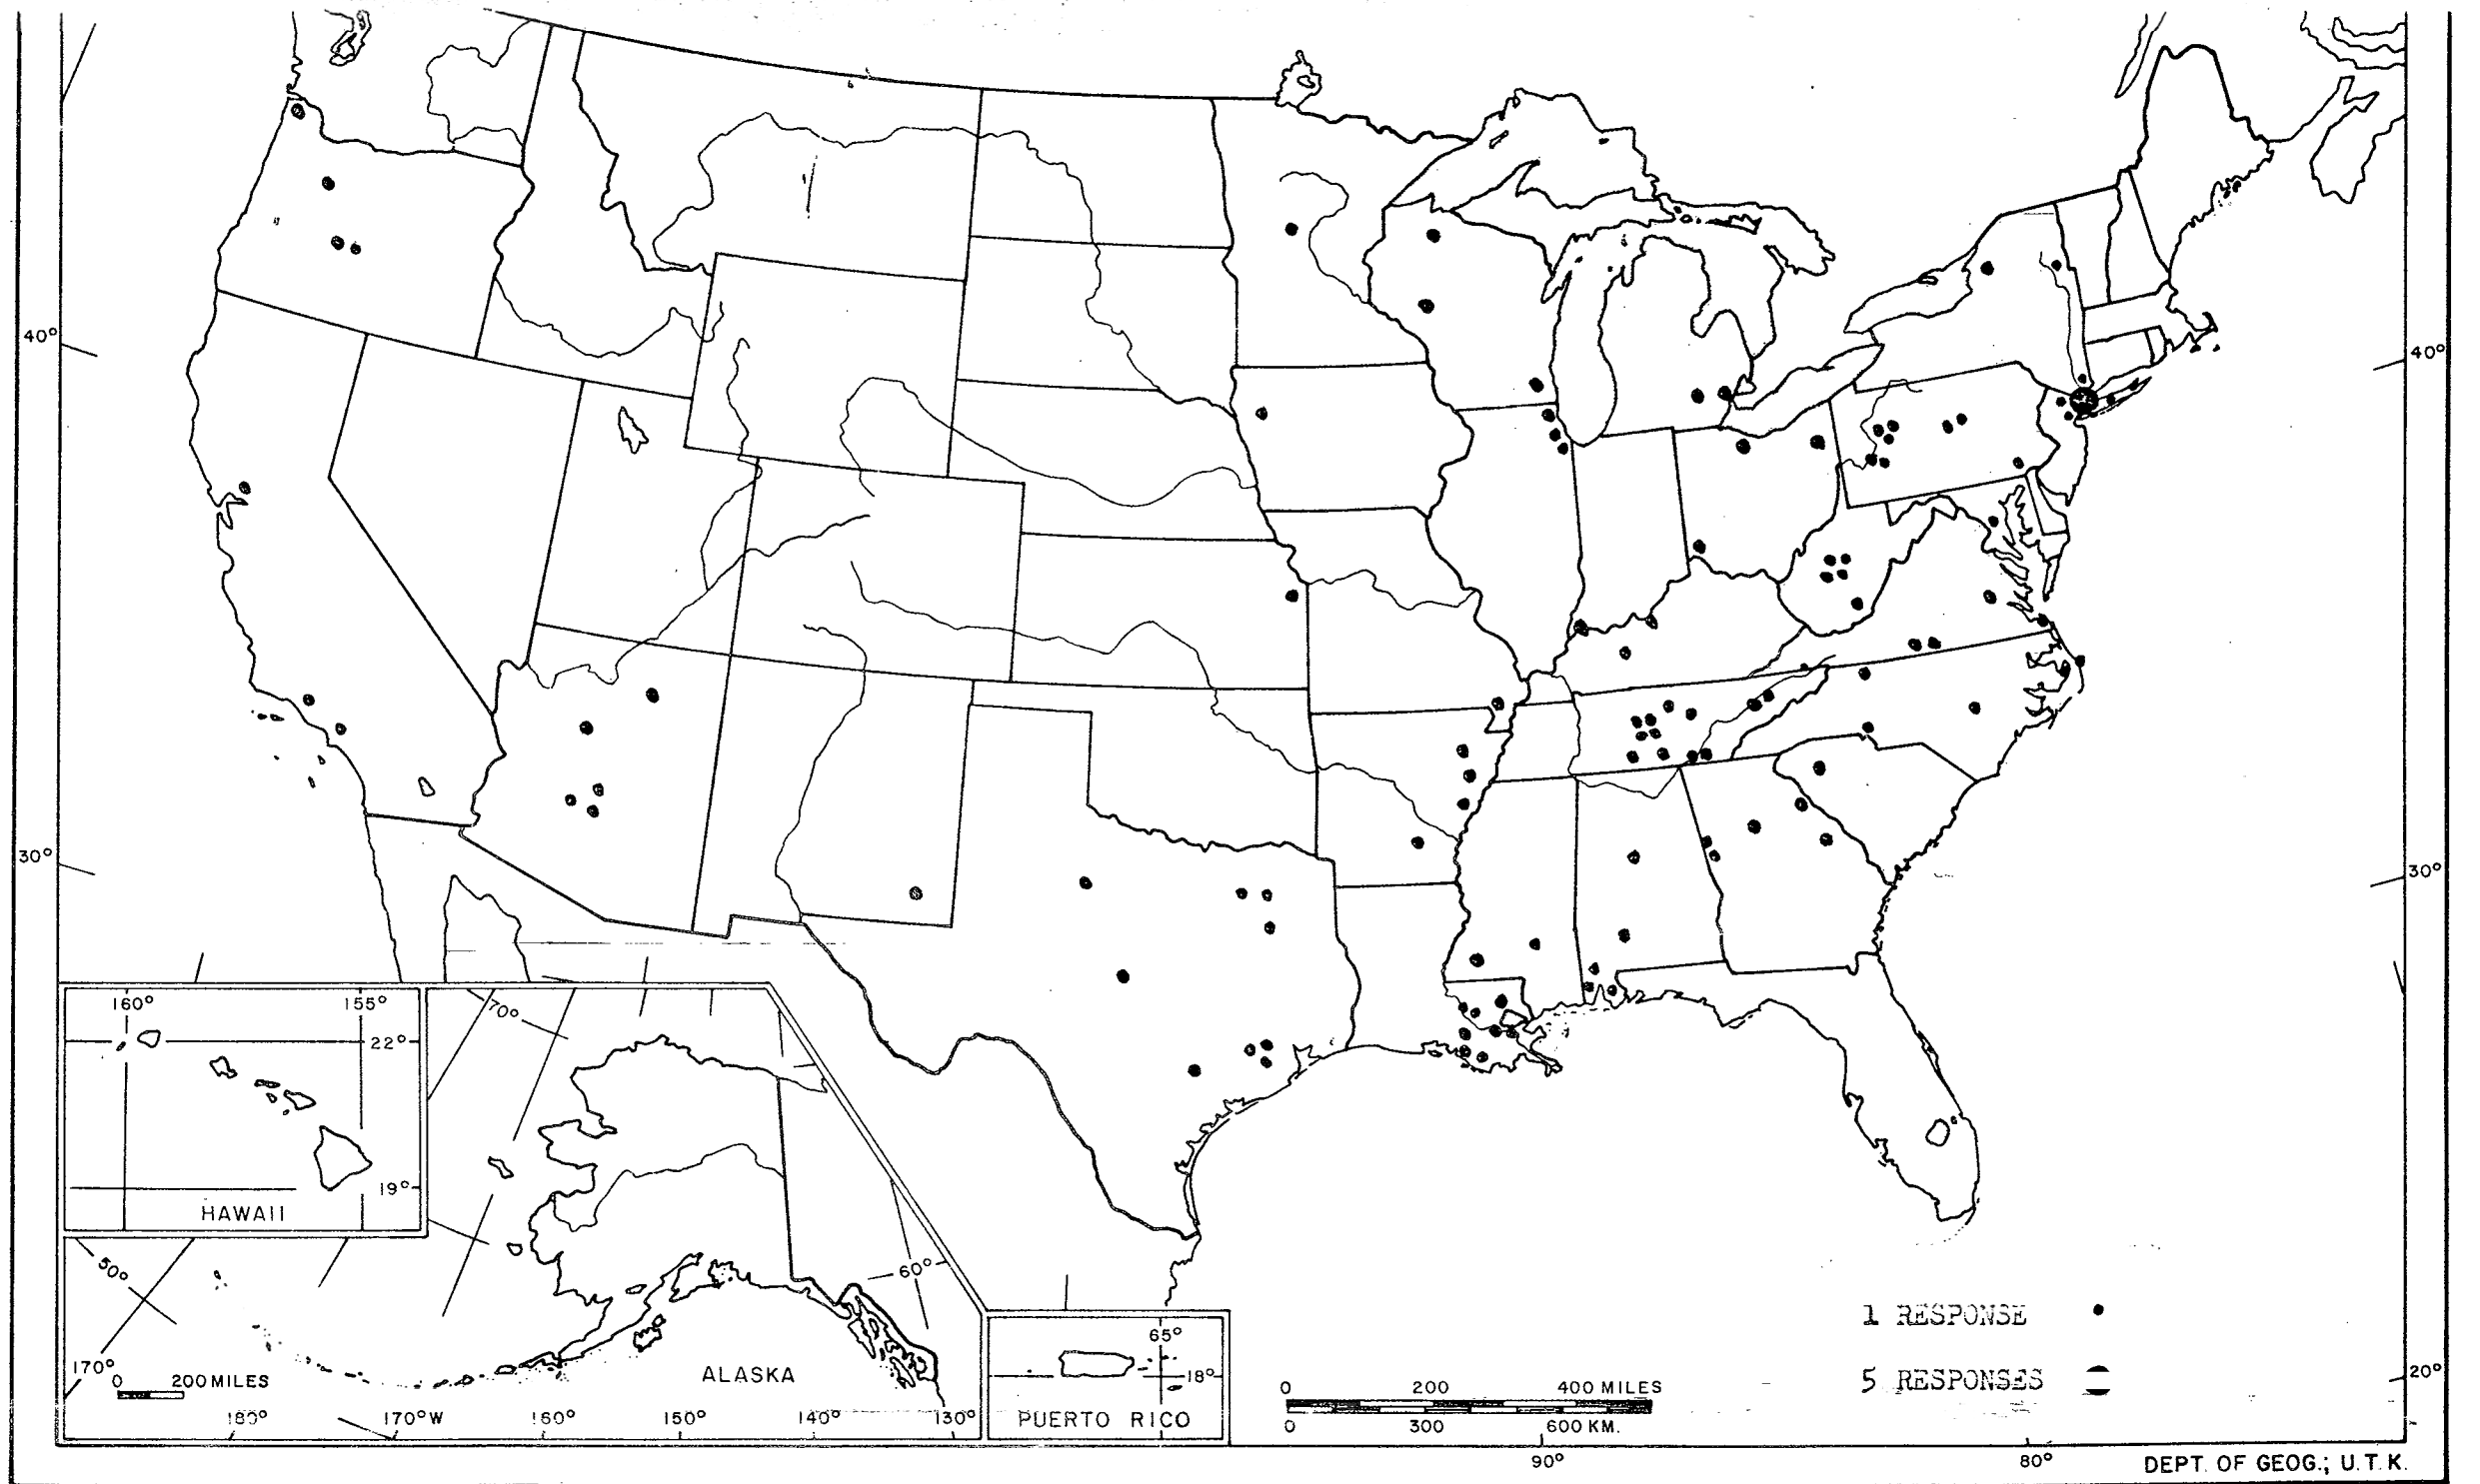 40°
40°
30°
30°
160°
155°
70°
22°
19°
HAWAII
50°
60°
1 RESPONSE
65°
170°
0 200 MILES
ALASKA
18°
5 RESPONSES
20°
0 200 400 MILES
180° 170°W 160° 150° 140° 130°
PUERTO RICO
0 300 600 KM.
90° 80°
DEPT. OF GEOG.; U.T.K.